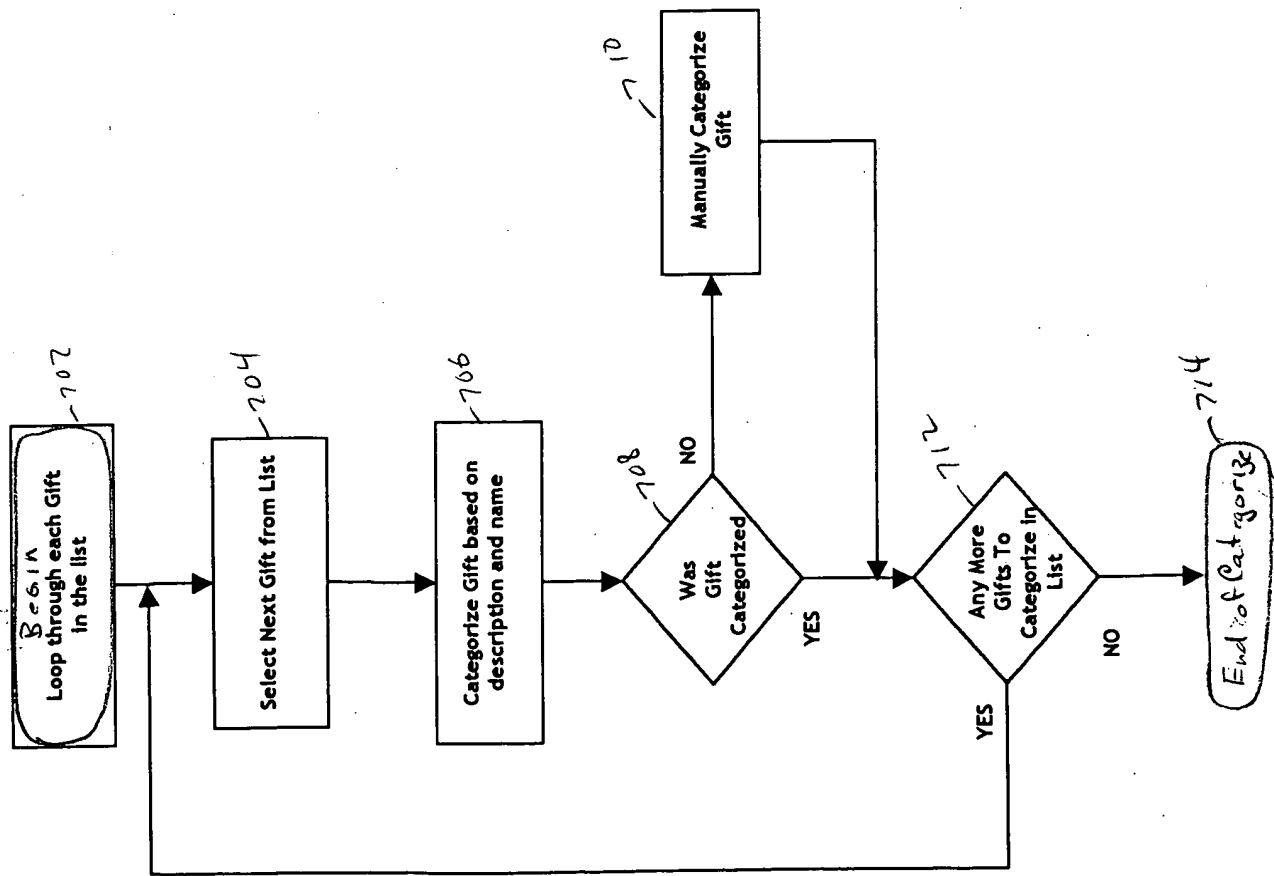 Begin
Loop through each Gift
in the list
702
Select Next Gift from List
704
Categorize Gift based on
description and name
706
Was
Gift
Categorized
708
NO
YES
Manually Categorize
Gift
710
Any More
Gifts To
Categorize in
List
712
YES
NO
End of Categorize
714